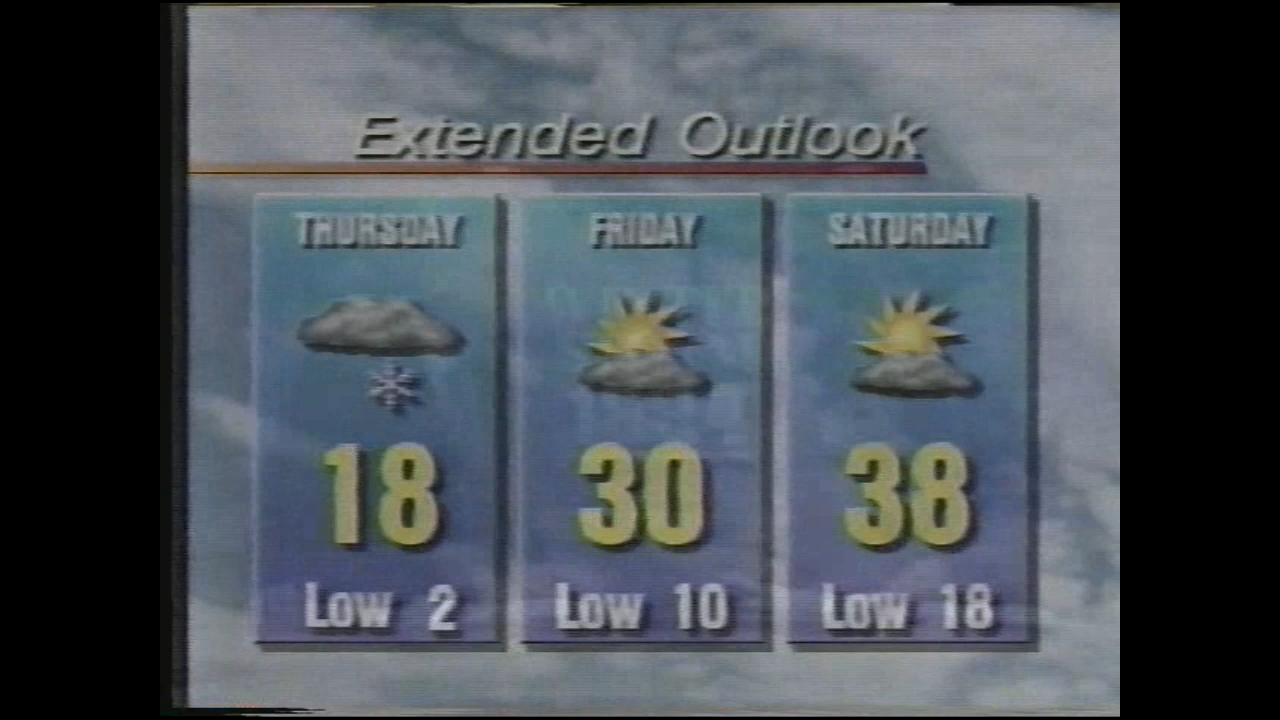 Extended Outlook
THURSDAY
18
Low 2
FRIDAY
30
Low 10
SATURDAY
38
Low 18